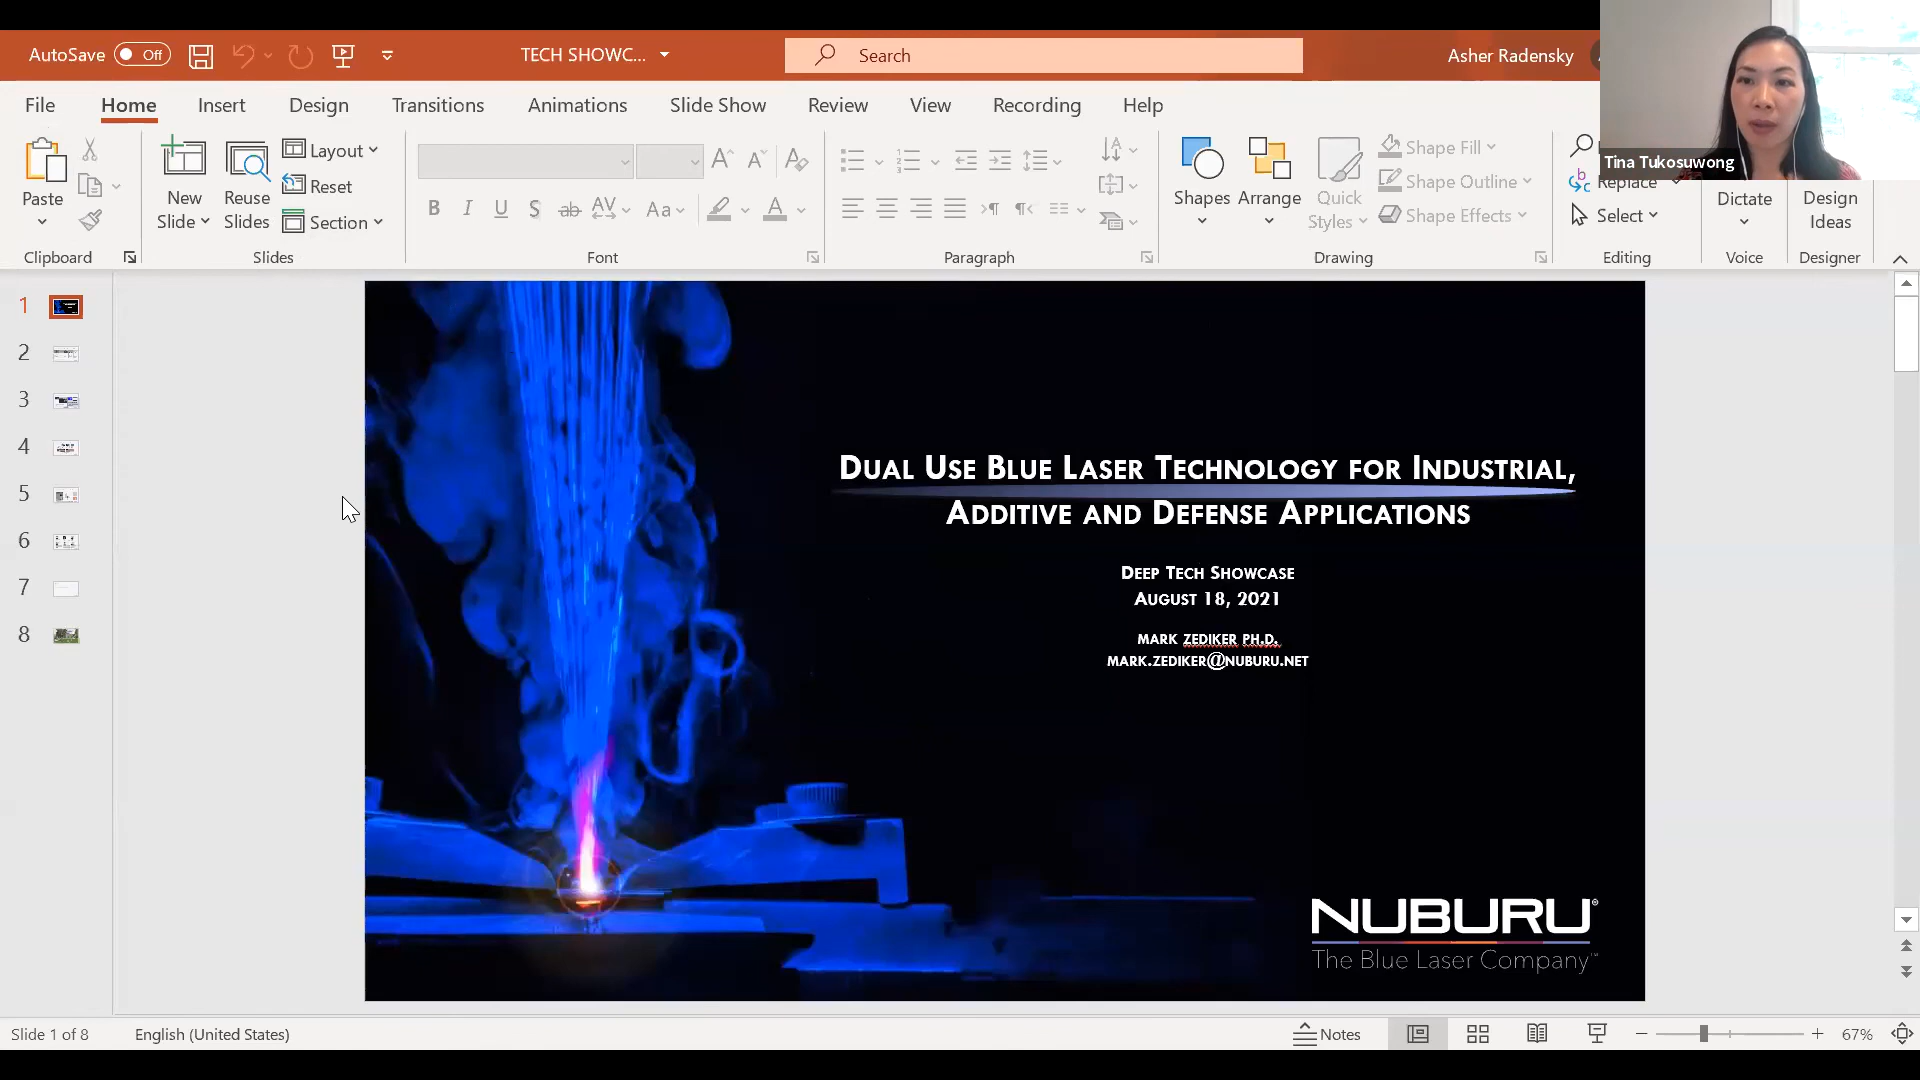 AutoSave Off TECH SHOWC... Search Asher Radensky
File Home Insert Design Transitions Animations Slide Show Review View Recording Help
Tina Tukosuwong
Paste
New Slide
Reuse Slides
Layout
Reset
Section
B I U S ab AV Aa A
Shapes
Arrange
Quick Styles
Shape Fill
Shape Outline
Shape Effects
Replace
Select
Dictate
Design Ideas
Clipboard Slides Font Paragraph Drawing Editing Voice Designer
1
2
3
4
5
6
7
8
DUAL USE BLUE LASER TECHNOLOGY FOR INDUSTRIAL,
ADDITIVE AND DEFENSE APPLICATIONS
DEEP TECH SHOWCASE
AUGUST 18, 2021
MARK ZEDIKER PH.D.
MARK.ZEDIKER@NUBURU.NET
NUBURU®
The Blue Laser Company™
Slide 1 of 8 English (United States) Notes 67%